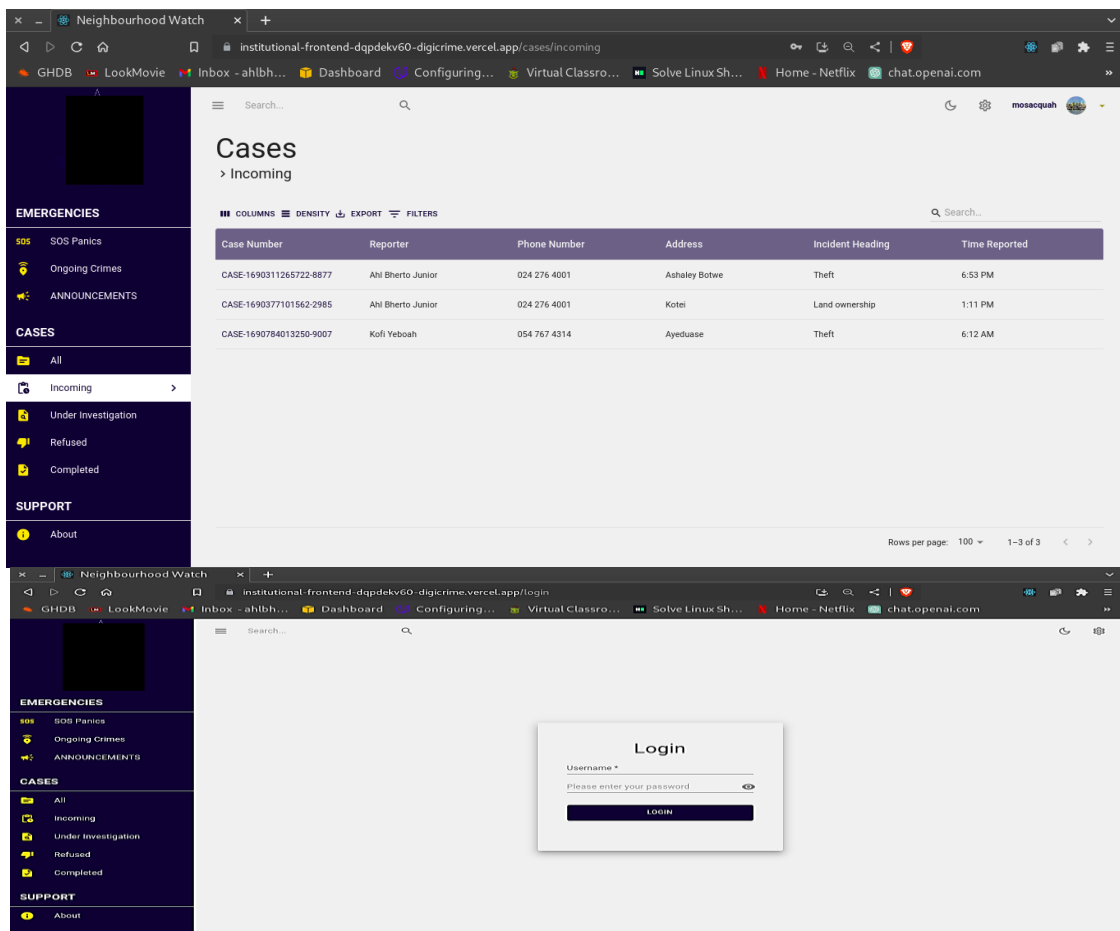 Neighbourhood Watch
institutional-frontend-dqpdekv60-digicrime.vercel.app/cases/incoming
GHDB LookMovie Inbox - ahlbh... Dashboard Configuring... Virtual Classro... Solve Linux Sh... Home - Netflix chat.openai.com »
Search... mosacquah
Cases
> Incoming
EMERGENCIES
SOS SOS Panics
Ongoing Crimes
ANNOUNCEMENTS
CASES
All
Incoming
Under Investigation
Refused
Completed
SUPPORT
About
COLUMNS DENSITY EXPORT FILTERS Search...
Case Number Reporter Phone Number Address Incident Heading Time Reported
CASE-1690311265722-8877 Ahl Bherto Junior 024 276 4001 Ashaley Botwe Theft 6:53 PM
CASE-1690377101562-2985 Ahl Bherto Junior 024 276 4001 Kotei Land ownership 1:11 PM
CASE-1690784013250-9007 Kofi Yeboah 054 767 4314 Ayeduase Theft 6:12 AM
Rows per page: 100 1–3 of 3
Neighbourhood Watch
institutional-frontend-dqpdekv60-digicrime.vercel.app/login
GHDB LookMovie Inbox - ahlbh... Dashboard Configuring... Virtual Classro... Solve Linux Sh... Home - Netflix chat.openai.com »
Search...
EMERGENCIES
SOS SOS Panics
Ongoing Crimes
ANNOUNCEMENTS
CASES
All
Incoming
Under Investigation
Refused
Completed
SUPPORT
About
Login
Username *
Please enter your password
LOGIN